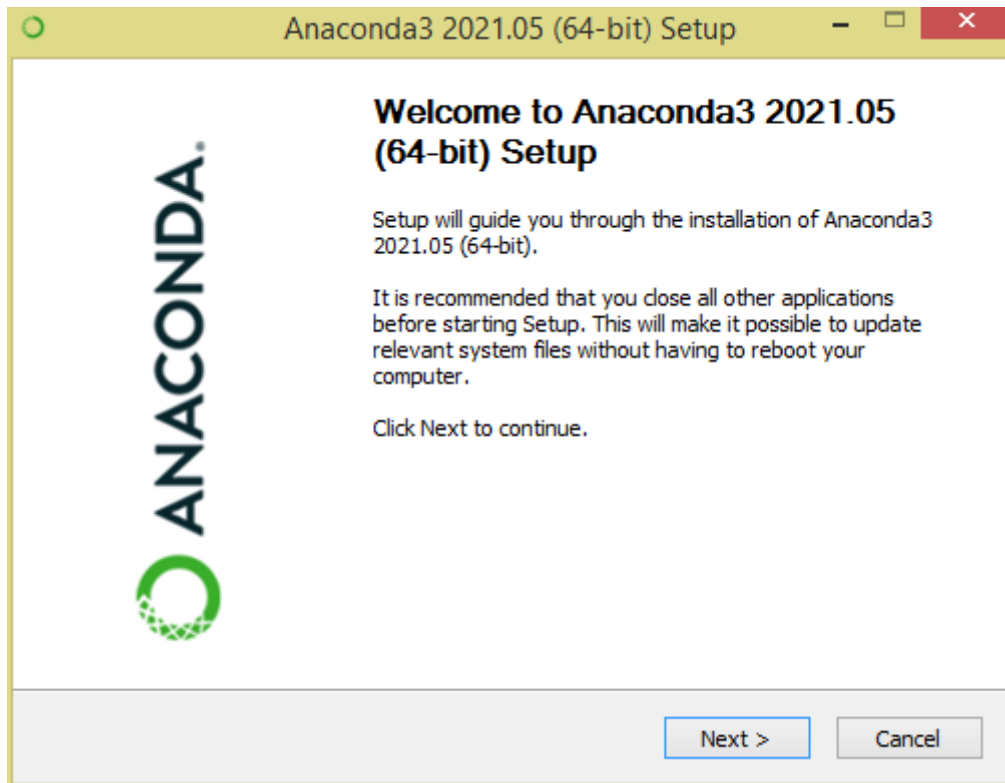 Anaconda3 2021.05 (64-bit) Setup
ANACONDA.
Welcome to Anaconda3 2021.05
(64-bit) Setup
Setup will guide you through the installation of Anaconda3
2021.05 (64-bit).
It is recommended that you close all other applications
before starting Setup. This will make it possible to update
relevant system files without having to reboot your
computer.
Click Next to continue.
Next >
Cancel